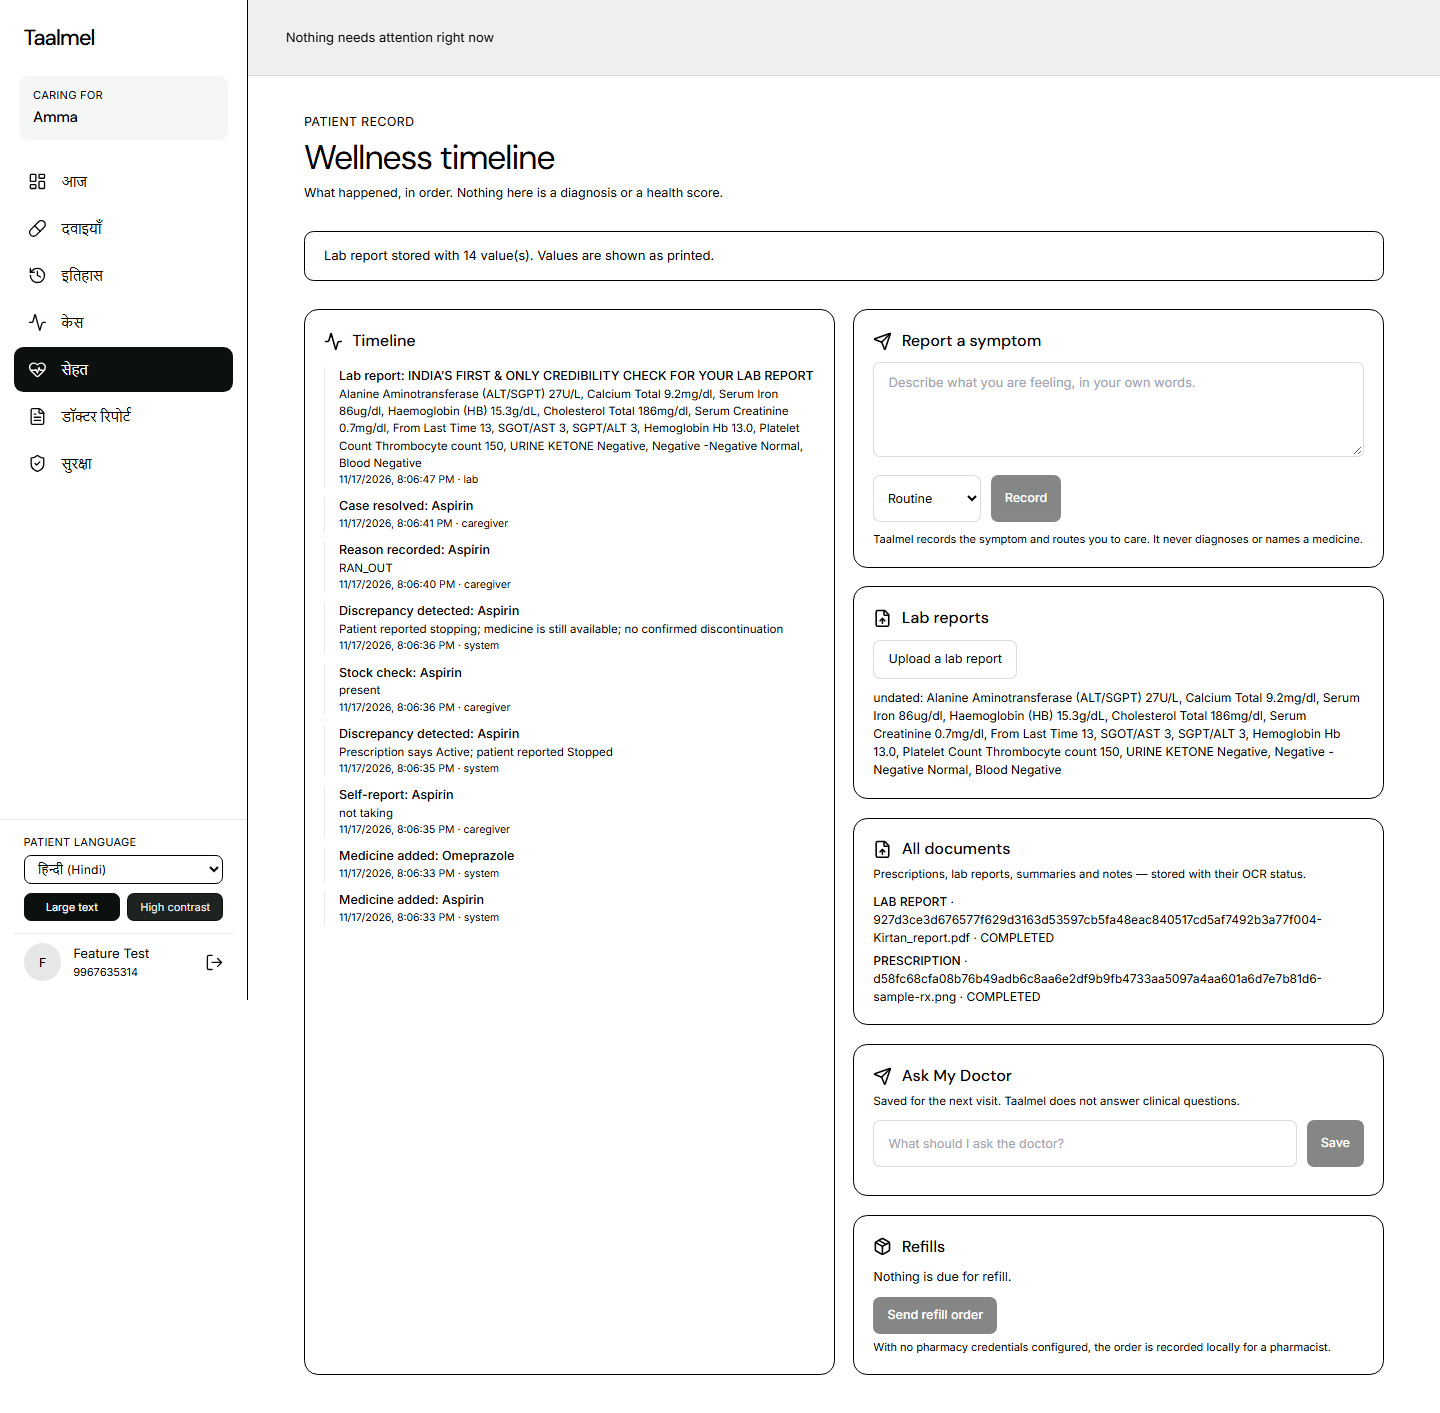 Taalmel
CARING FOR
Amma
आज
दवाइयाँ
इतिहास
केस
सेहत
डॉक्टर रिपोर्ट
सुरक्षा
PATIENT LANGUAGE
हिन्दी (Hindi)
Large text
High contrast
F
Feature Test
9967635314
Nothing needs attention right now
PATIENT RECORD
Wellness timeline
What happened, in order. Nothing here is a diagnosis or a health score.
Lab report stored with 14 value(s). Values are shown as printed.
Timeline
Lab report: INDIA'S FIRST & ONLY CREDIBILITY CHECK FOR YOUR LAB REPORT
Alanine Aminotransferase (ALT/SGPT) 27U/L, Calcium Total 9.2mg/dl, Serum Iron
86ug/dl, Haemoglobin (HB) 15.3g/dL, Cholesterol Total 186mg/dl, Serum Creatinine
0.7mg/dl, From Last Time 13, SGOT/AST 3, SGPT/ALT 3, Hemoglobin Hb 13.0, Platelet
Count Thrombocyte count 150, URINE KETONE Negative, Negative -Negative Normal,
Blood Negative
11/17/2026, 8:06:47 PM · lab
Case resolved: Aspirin
11/17/2026, 8:06:41 PM · caregiver
Reason recorded: Aspirin
RAN_OUT
11/17/2026, 8:06:40 PM · caregiver
Discrepancy detected: Aspirin
Patient reported stopping; medicine is still available; no confirmed discontinuation
11/17/2026, 8:06:36 PM · system
Stock check: Aspirin
present
11/17/2026, 8:06:36 PM · caregiver
Discrepancy detected: Aspirin
Prescription says Active; patient reported Stopped
11/17/2026, 8:06:35 PM · system
Self-report: Aspirin
not taking
11/17/2026, 8:06:35 PM · caregiver
Medicine added: Omeprazole
11/17/2026, 8:06:33 PM · system
Medicine added: Aspirin
11/17/2026, 8:06:33 PM · system
Report a symptom
Describe what you are feeling, in your own words.
Routine
Record
Taalmel records the symptom and routes you to care. It never diagnoses or names a medicine.
Lab reports
Upload a lab report
undated: Alanine Aminotransferase (ALT/SGPT) 27U/L, Calcium Total 9.2mg/dl, Serum
Iron 86ug/dl, Haemoglobin (HB) 15.3g/dL, Cholesterol Total 186mg/dl, Serum
Creatinine 0.7mg/dl, From Last Time 13, SGOT/AST 3, SGPT/ALT 3, Hemoglobin Hb
13.0, Platelet Count Thrombocyte count 150, URINE KETONE Negative, Negative -
Negative Normal, Blood Negative
All documents
Prescriptions, lab reports, summaries and notes — stored with their OCR status.
LAB REPORT ·
927d3ce3d676577f629d3163d53597cb5fa48eac840517cd5af7492b3a77f004-
Kirtan_report.pdf · COMPLETED
PRESCRIPTION ·
d58fc68cfa08b76b49adb6c8aa6e2df9b9fb4733aa5097a4aa601a6d7e7b81d6-
sample-rx.png · COMPLETED
Ask My Doctor
Saved for the next visit. Taalmel does not answer clinical questions.
What should I ask the doctor?
Save
Refills
Nothing is due for refill.
Send refill order
With no pharmacy credentials configured, the order is recorded locally for a pharmacist.